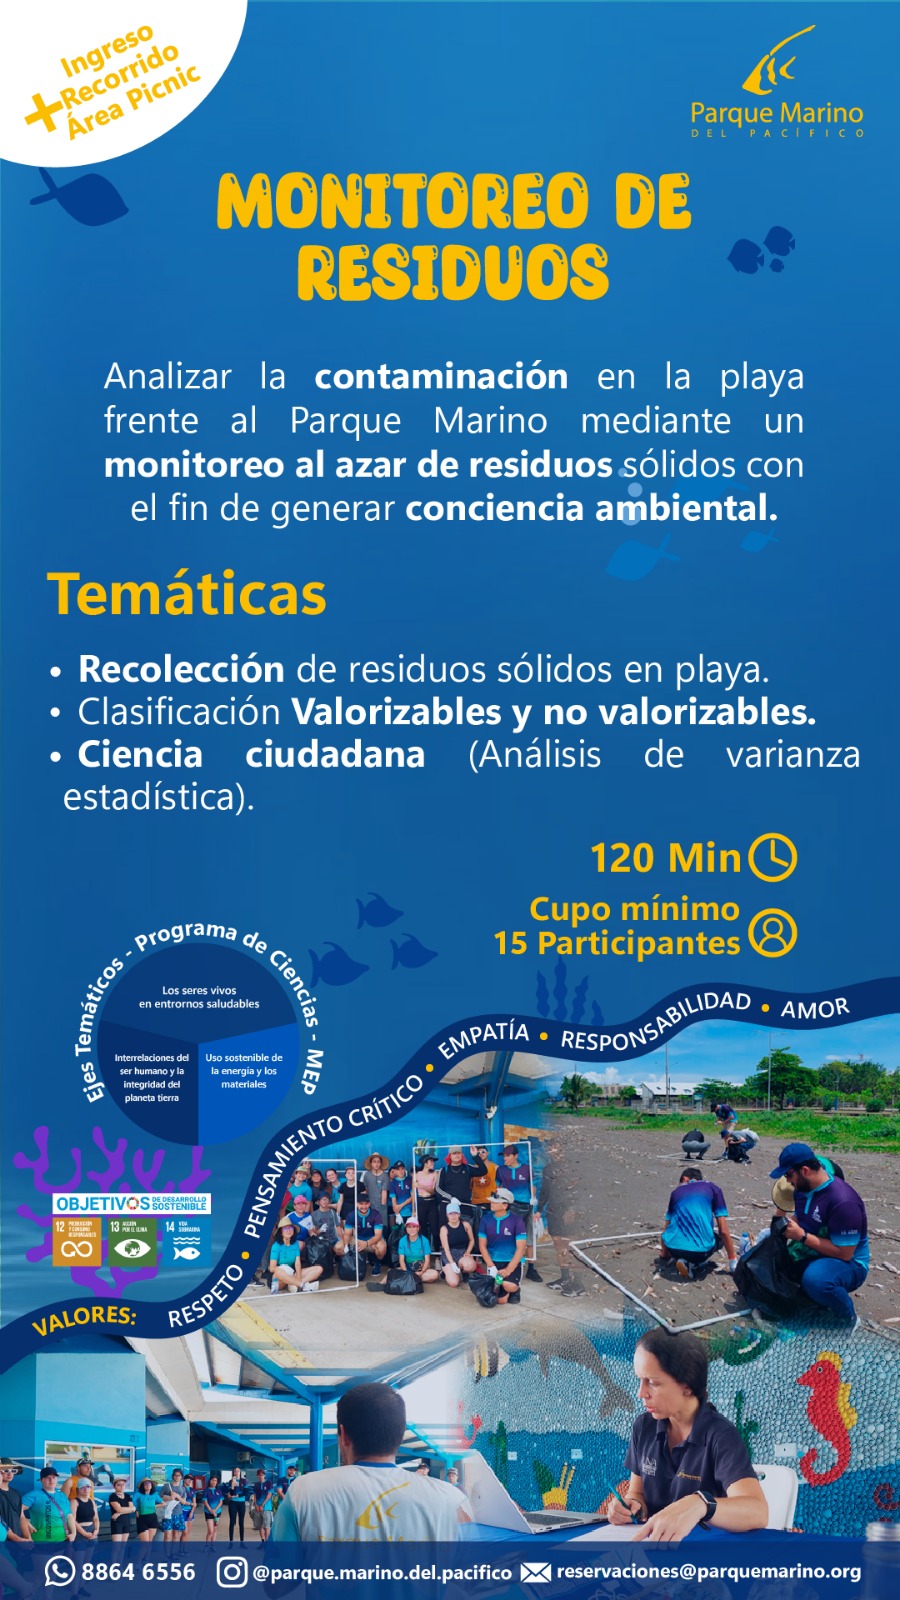 Ingreso
+Recorrido
Área Picnic
Parque Marino
DEL PACÍFICO
MONITOREO DE
RESIDUOS
Analizar la contaminación en la playa
frente al Parque Marino mediante un
monitoreo al azar de residuos sólidos con
el fin de generar conciencia ambiental.
Temáticas
• Recolección de residuos sólidos en playa.
• Clasificación Valorizables y no valorizables.
• Ciencia ciudadana (Análisis de varianza
estadística).
120 Min
Cupo mínimo
15 Participantes
Ejes Temáticos - Programa de Ciencias - MEP
Los seres vivos
en entornos saludables
Interrelaciones del
ser humano y la
integridad del
planeta tierra
Uso sostenible de
la energía y los
materiales
OBJETIVOS DE DESARROLLO
SOSTENIBLE
12 PRODUCCIÓN
Y CONSUMO
RESPONSABLES
13 ACCIÓN
POR EL CLIMA
14 VIDA
SUBMARINA
VALORES: RESPETO • PENSAMIENTO CRÍTICO • EMPATÍA • RESPONSABILIDAD • AMOR
8864 6556 @parque.marino.del.pacifico reservaciones@parquemarino.org